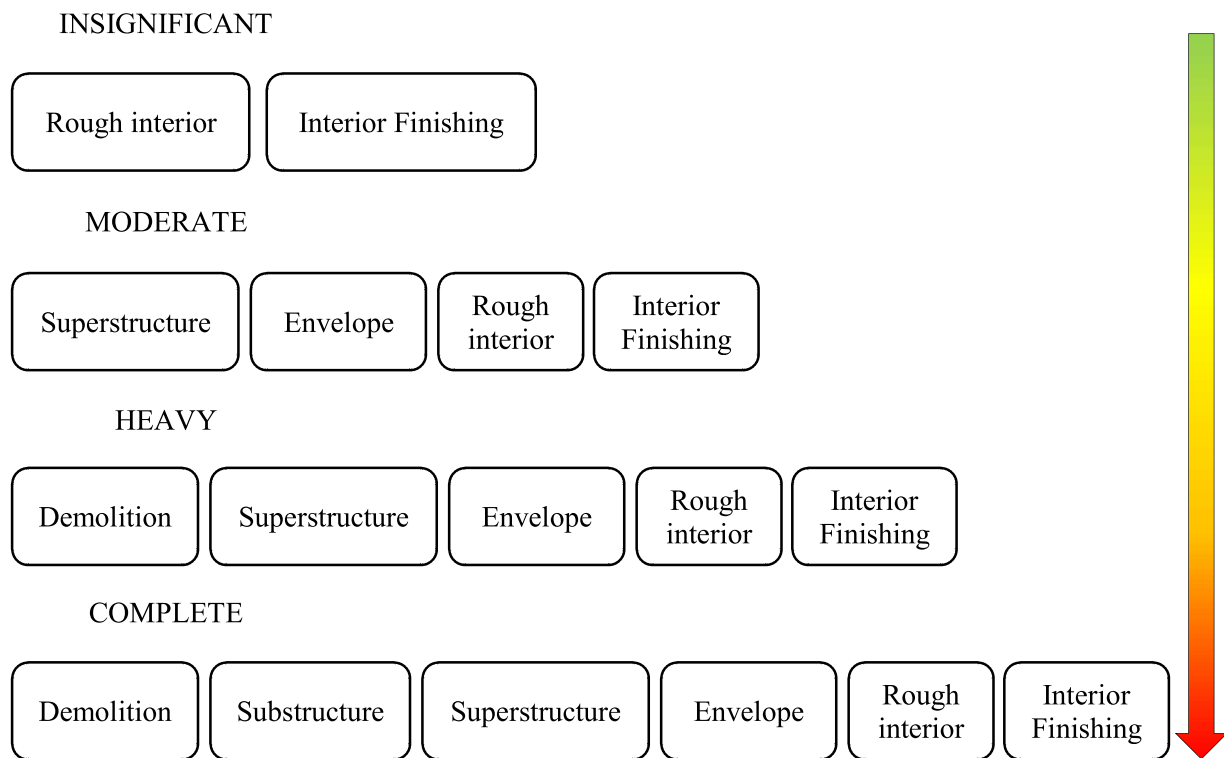 INSIGNIFICANT
Rough interior
Interior Finishing
MODERATE
Superstructure
Envelope
Rough
interior
Interior
Finishing
HEAVY
Demolition
Superstructure
Envelope
Rough
interior
Interior
Finishing
COMPLETE
Demolition
Substructure
Superstructure
Envelope
Rough
interior
Interior
Finishing